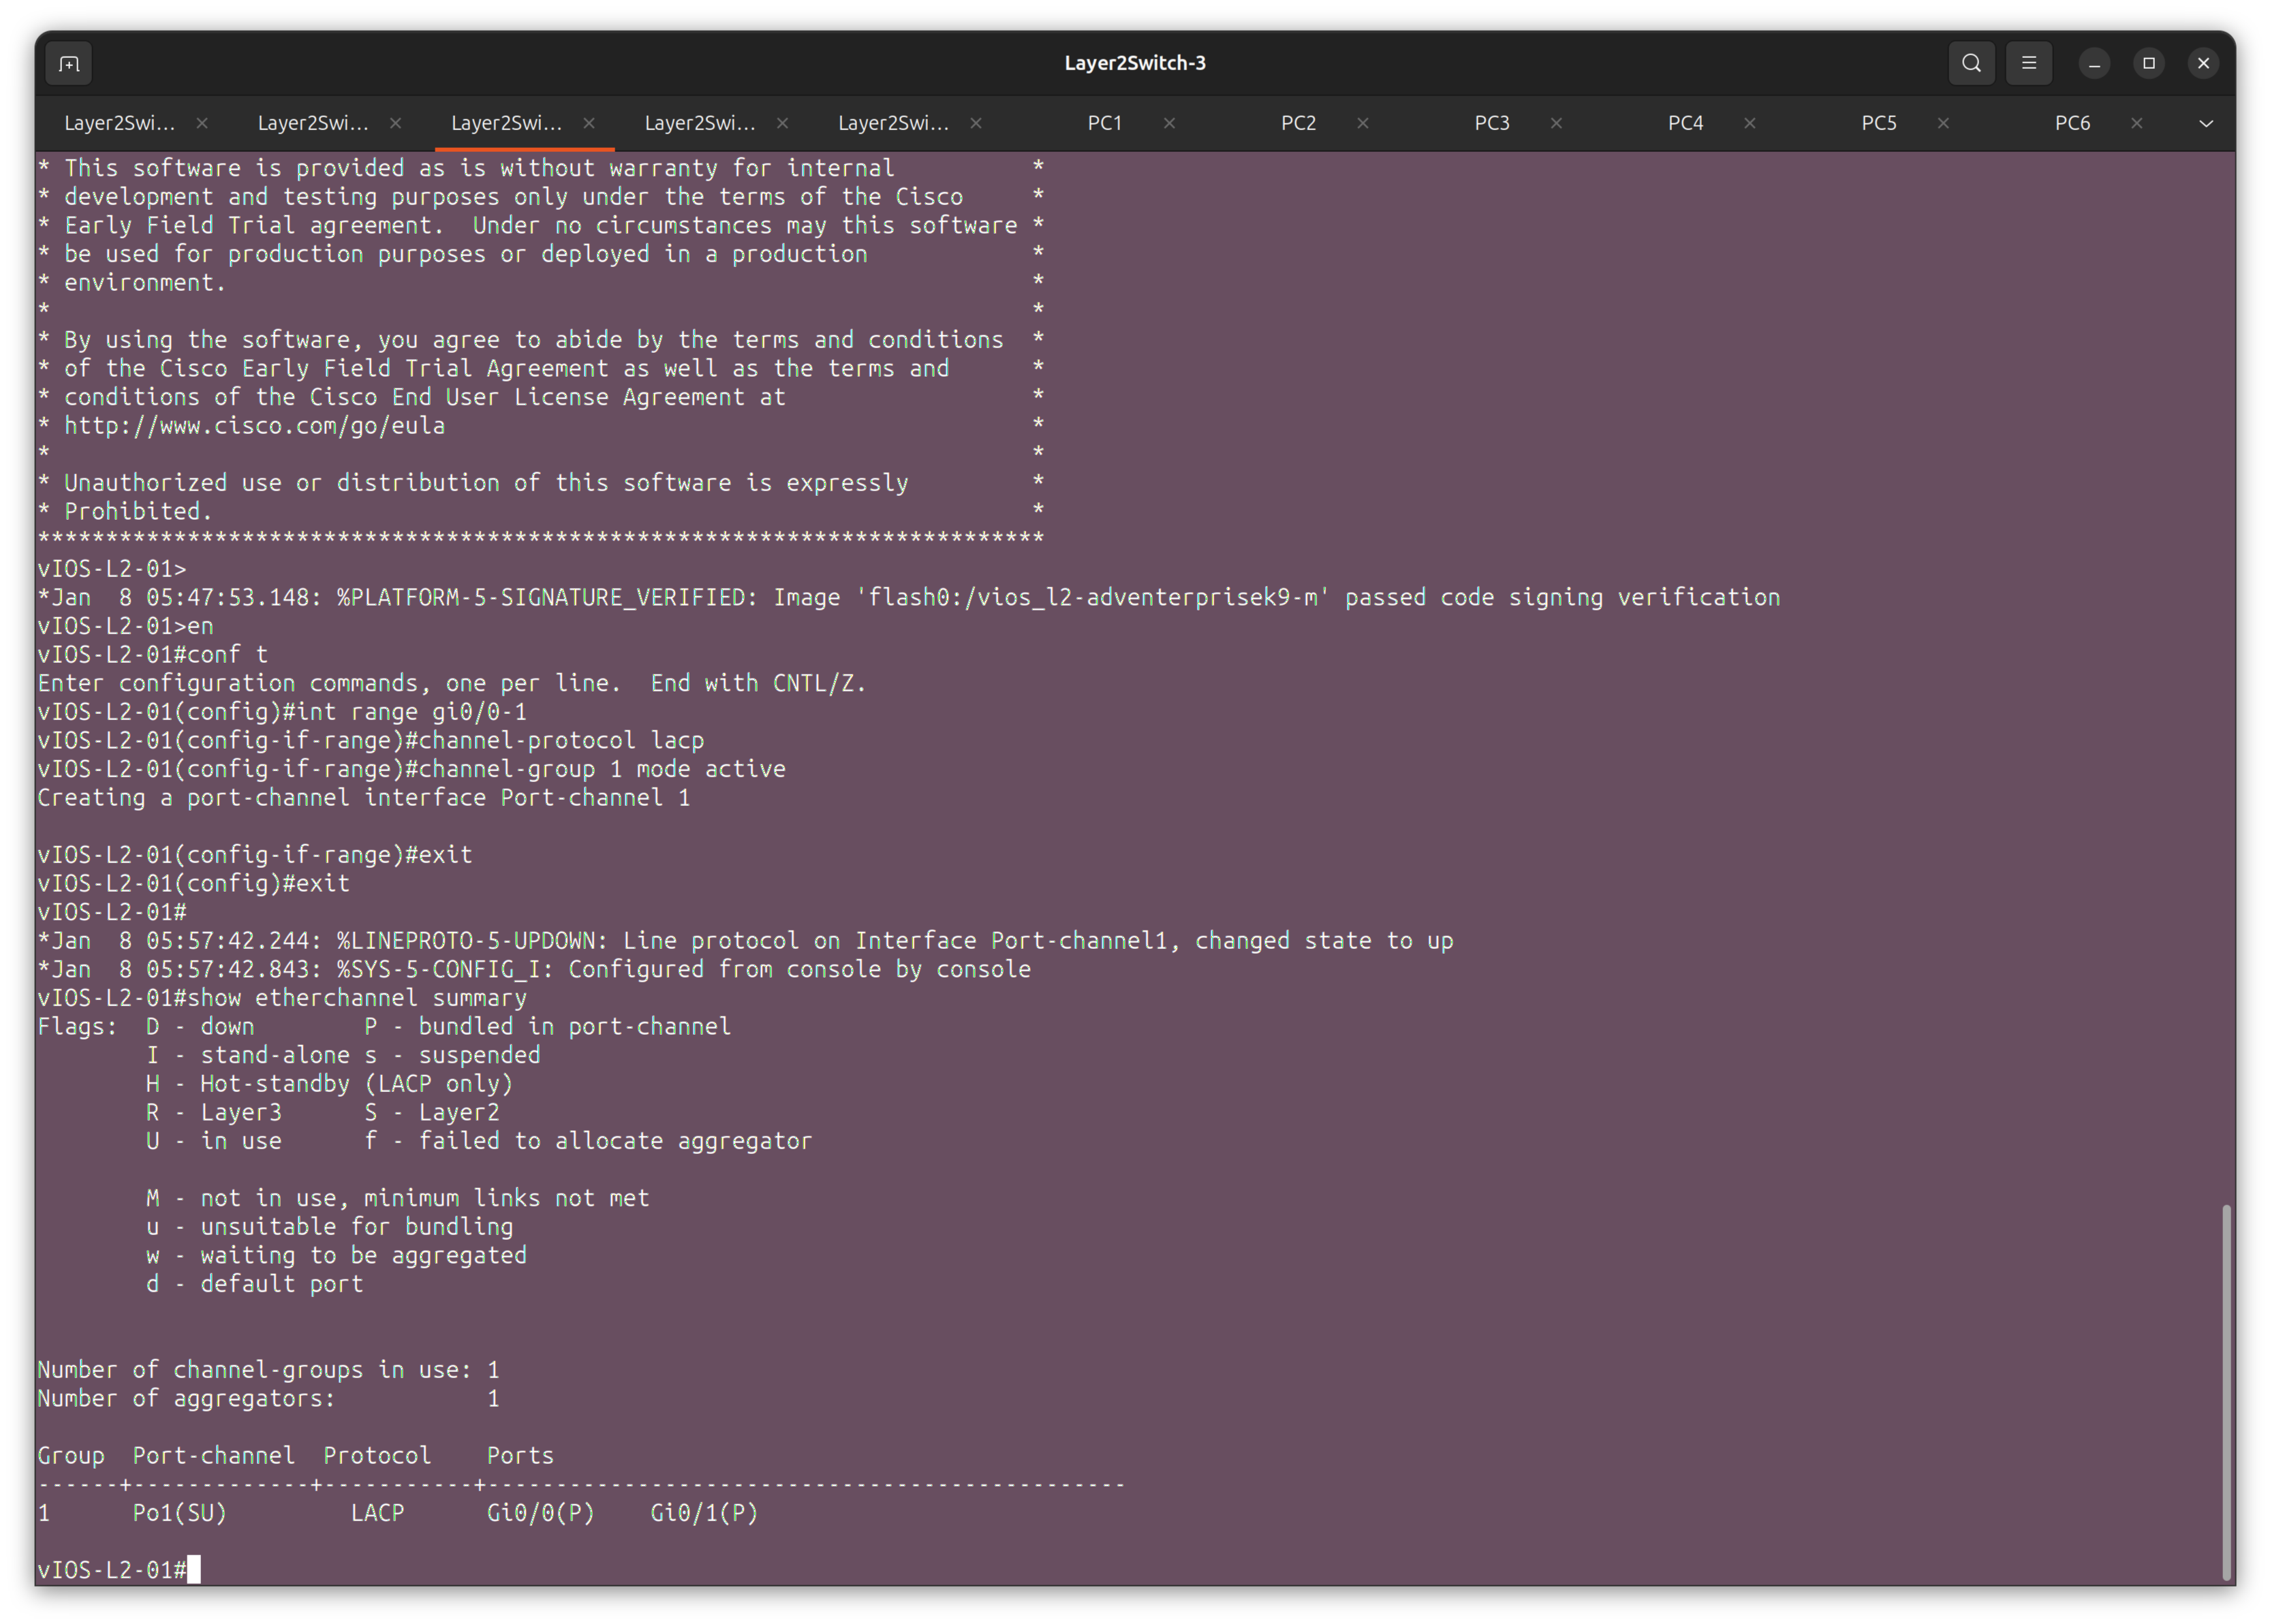 Layer2Switch-3
Layer2Swi... Layer2Swi... Layer2Swi... Layer2Swi... Layer2Swi... PC1 PC2 PC3 PC4 PC5 PC6
* This software is provided as is without warranty for internal          *
* development and testing purposes only under the terms of the Cisco     *
* Early Field Trial agreement.  Under no circumstances may this software *
* be used for production purposes or deployed in a production            *
* environment.                                                           *
*                                                                        *
* By using the software, you agree to abide by the terms and conditions  *
* of the Cisco Early Field Trial Agreement as well as the terms and      *
* conditions of the Cisco End User License Agreement at                  *
* http://www.cisco.com/go/eula                                           *
*                                                                        *
* Unauthorized use or distribution of this software is expressly         *
* Prohibited.                                                            *
**************************************************************************
vIOS-L2-01>
*Jan  8 05:47:53.148: %PLATFORM-5-SIGNATURE_VERIFIED: Image 'flash0:/vios_l2-adventerprisek9-m' passed code signing verification
vIOS-L2-01>en
vIOS-L2-01#conf t
Enter configuration commands, one per line.  End with CNTL/Z.
vIOS-L2-01(config)#int range gi0/0-1
vIOS-L2-01(config-if-range)#channel-protocol lacp
vIOS-L2-01(config-if-range)#channel-group 1 mode active
Creating a port-channel interface Port-channel 1
vIOS-L2-01(config-if-range)#exit
vIOS-L2-01(config)#exit
vIOS-L2-01#
*Jan  8 05:57:42.244: %LINEPROTO-5-UPDOWN: Line protocol on Interface Port-channel1, changed state to up
*Jan  8 05:57:42.843: %SYS-5-CONFIG_I: Configured from console by console
vIOS-L2-01#show etherchannel summary
Flags:  D - down        P - bundled in port-channel
        I - stand-alone s - suspended
        H - Hot-standby (LACP only)
        R - Layer3      S - Layer2
        U - in use      f - failed to allocate aggregator
        M - not in use, minimum links not met
        u - unsuitable for bundling
        w - waiting to be aggregated
        d - default port
Number of channel-groups in use: 1
Number of aggregators:           1
Group  Port-channel  Protocol    Ports
------+-------------+-----------+-----------------------------------------------
1      Po1(SU)         LACP      Gi0/0(P)    Gi0/1(P)
vIOS-L2-01#